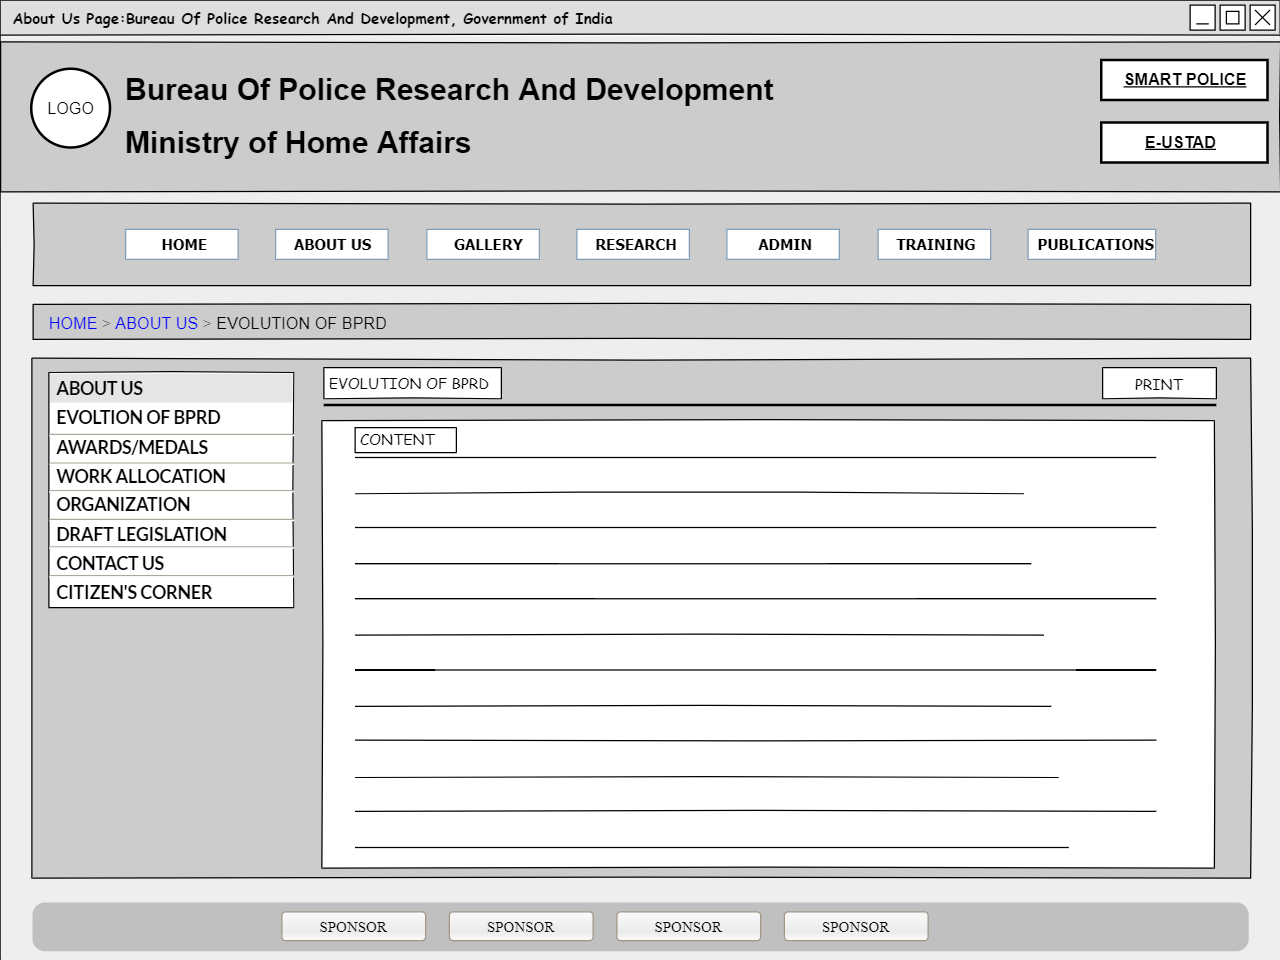 About Us Page:Bureau Of Police Research And Development, Government of India
LOGO
Bureau Of Police Research And Development
Ministry of Home Affairs
SMART POLICE
E-USTAD
HOME ABOUT US GALLERY RESEARCH ADMIN TRAINING PUBLICATIONS
HOME > ABOUT US > EVOLUTION OF BPRD
ABOUT US
EVOLTION OF BPRD
AWARDS/MEDALS
WORK ALLOCATION
ORGANIZATION
DRAFT LEGISLATION
CONTACT US
CITIZEN'S CORNER
EVOLUTION OF BPRD
PRINT
CONTENT
SPONSOR SPONSOR SPONSOR SPONSOR